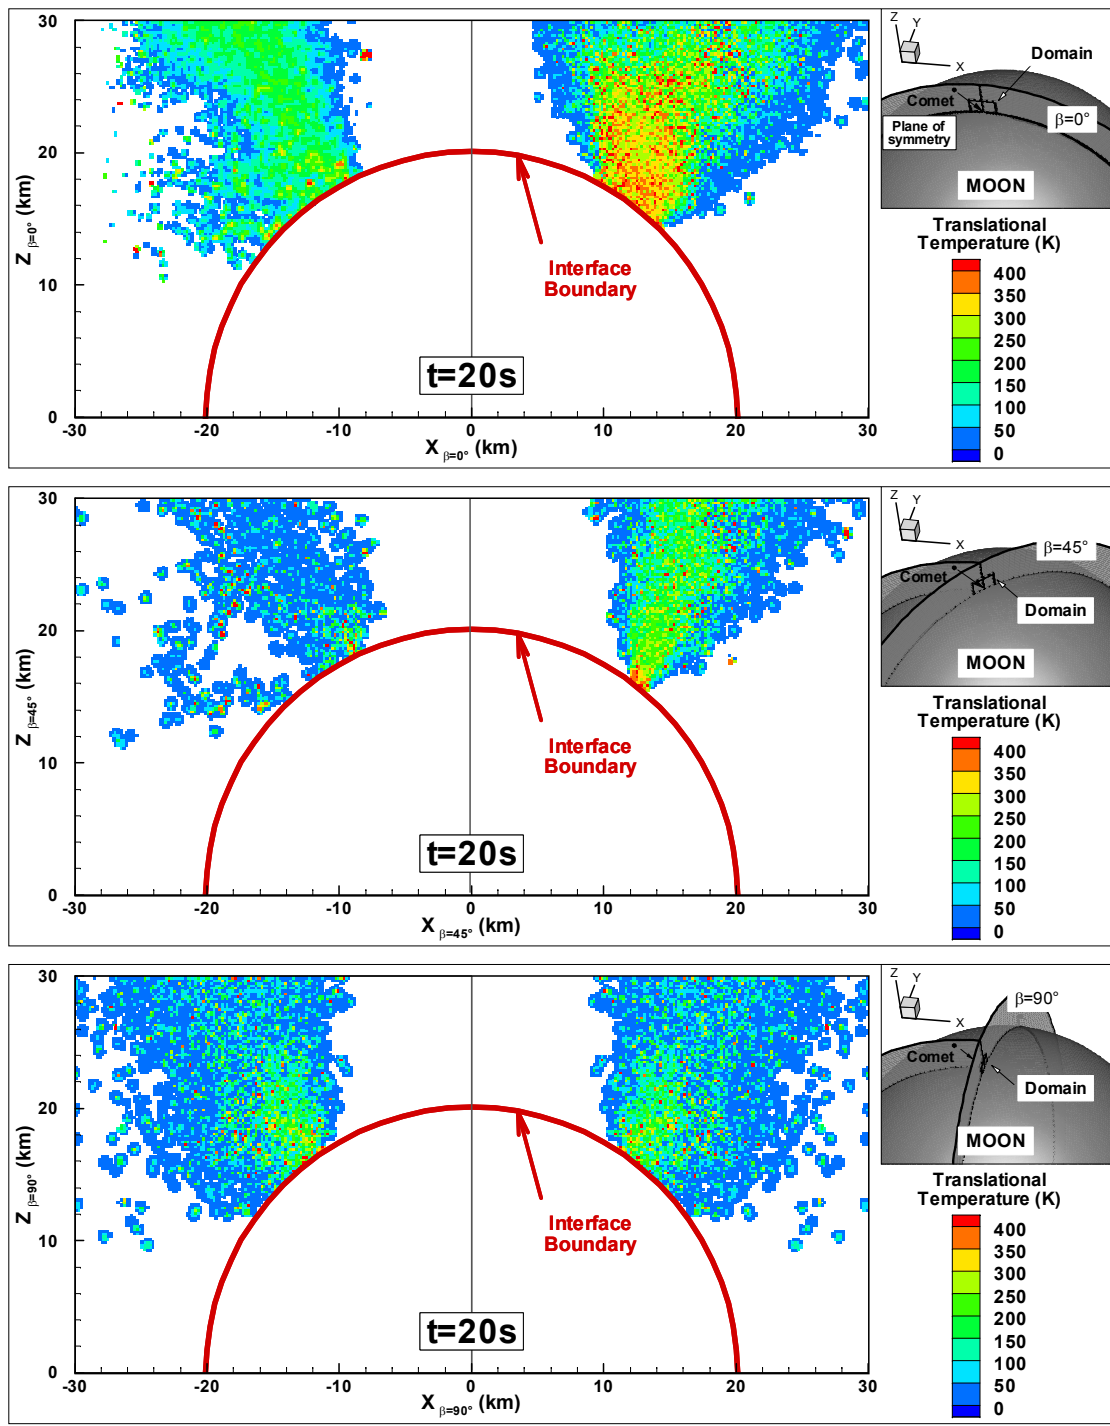 30
20
10
0
Z β=0° (km)
-30 -20 -10 0 10 20 30
X β=0° (km)
Interface
Boundary
t=20s
Z
Y
X
Domain
Comet
β=0°
Plane of
symmetry
MOON
Translational
Temperature (K)
400
350
300
250
200
150
100
50
0
30
20
10
0
Z β=45° (km)
-30 -20 -10 0 10 20 30
X β=45° (km)
Interface
Boundary
t=20s
Z
Y
X
β=45°
Comet
Domain
MOON
Translational
Temperature (K)
400
350
300
250
200
150
100
50
0
30
20
10
0
Z β=90° (km)
-30 -20 -10 0 10 20 30
X β=90° (km)
Interface
Boundary
t=20s
Z
Y
X
β=90°
Comet
Domain
MOON
Translational
Temperature (K)
400
350
300
250
200
150
100
50
0